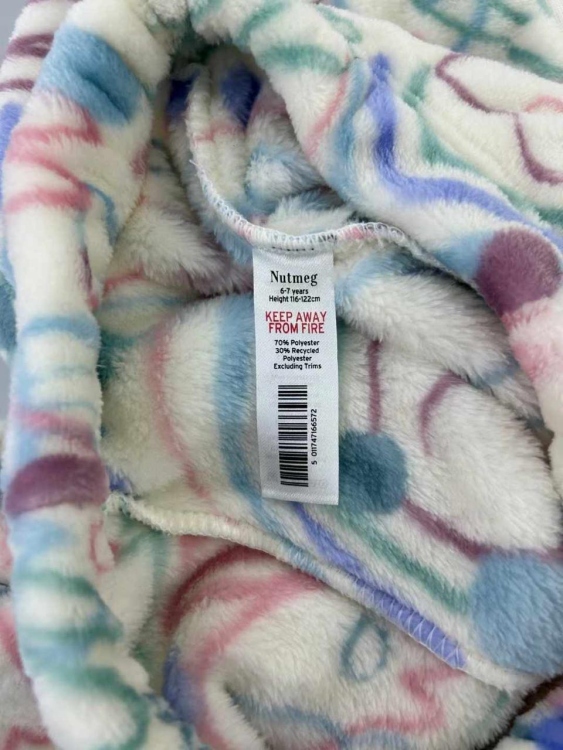 Nutmeg
6-7 years
Height 116-122cm
KEEP AWAY
FROM FIRE
70% Polyester
30% Recycled
Polyester
Excluding Trims
5 011747166572